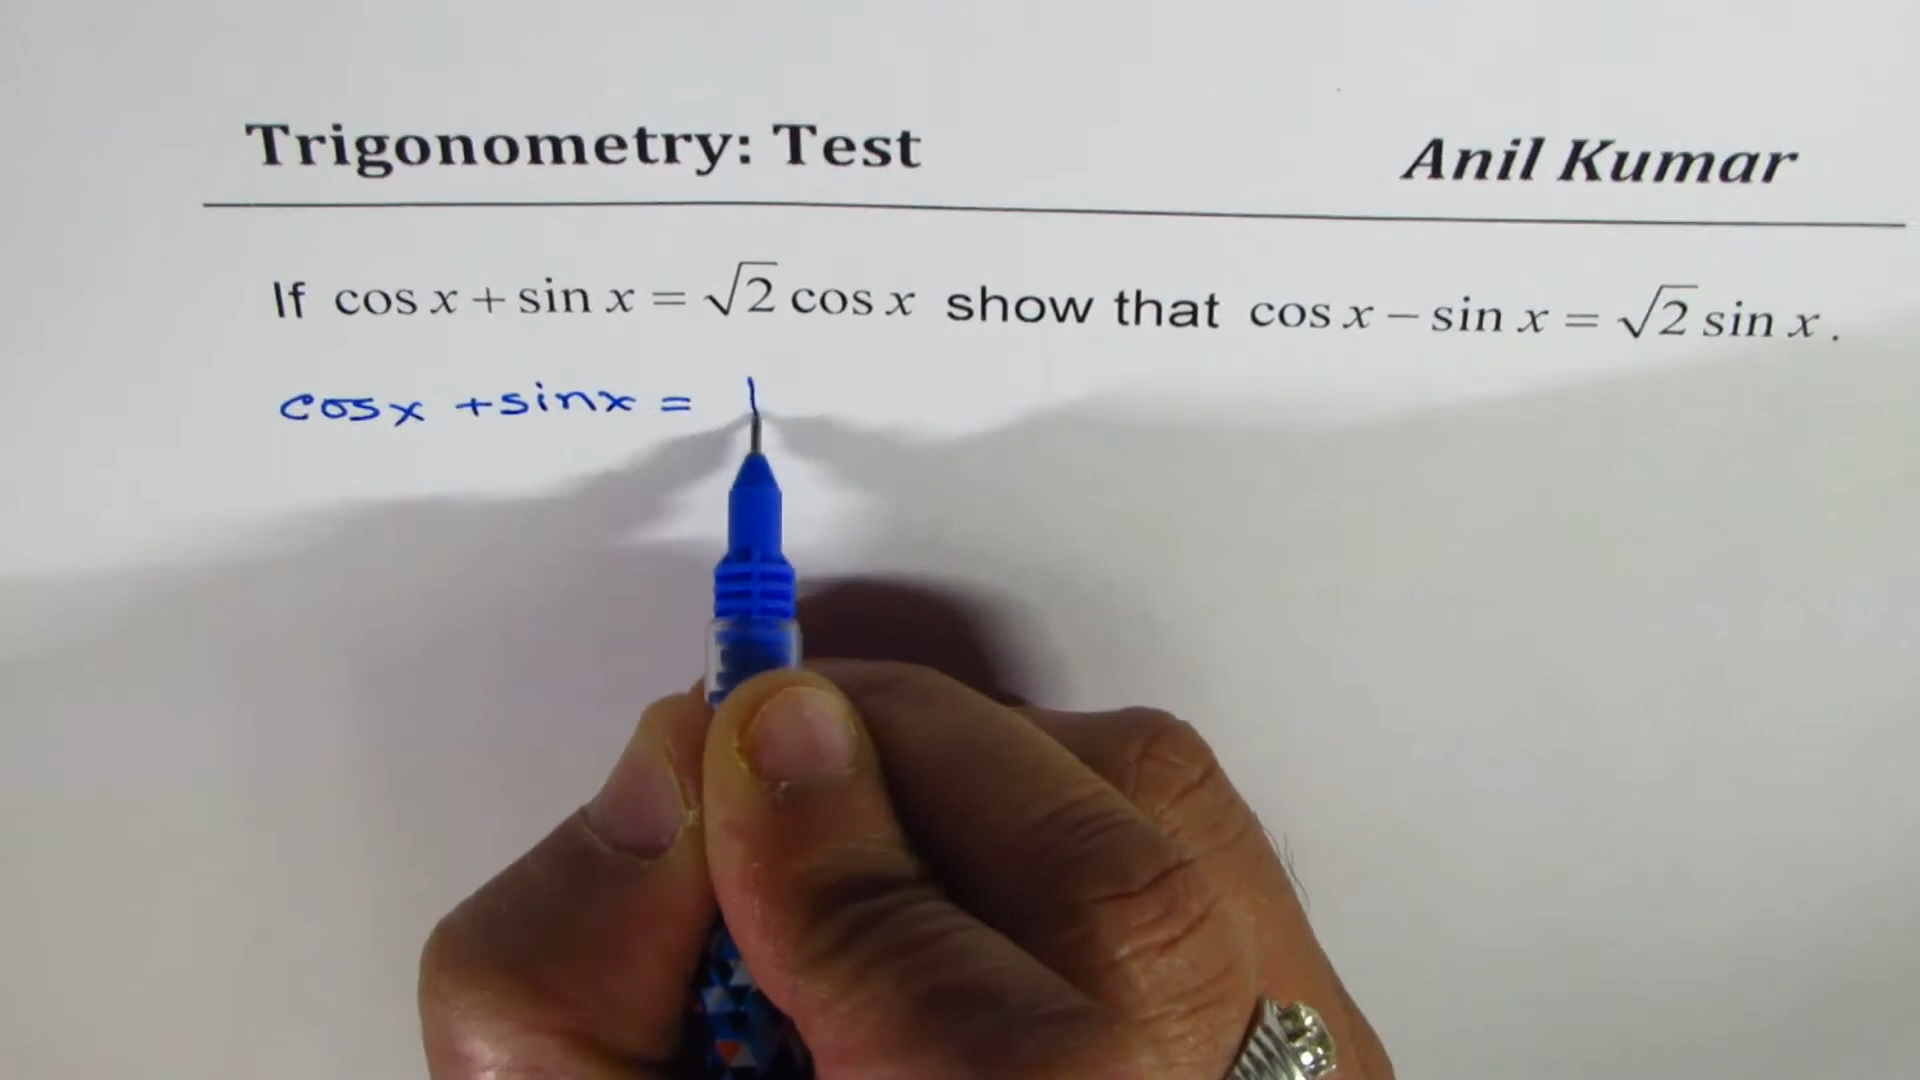 Trigonometry: Test Anil Kumar
If cos x + sin x = √2 cos x show that cos x − sin x = √2 sin x .
cosx + sinx =